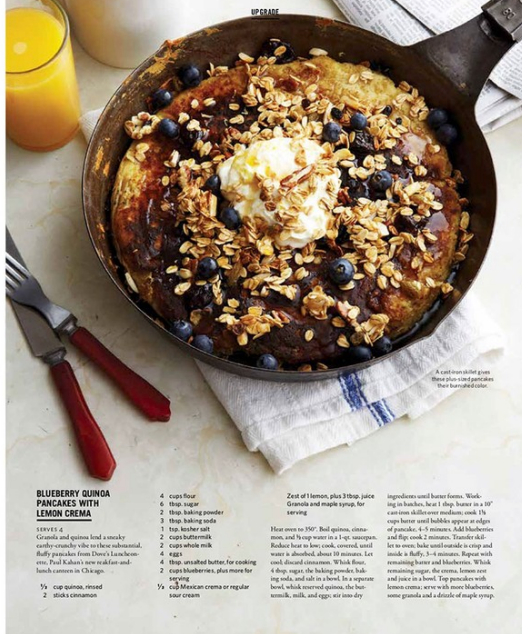 UPGRADE
A cast-iron skillet gives
these plus-sized pancakes
their burnished color.
BLUEBERRY QUINOA
PANCAKES WITH
LEMON CREMA
SERVES 4
Granola and quinoa lend a sneaky
earthy-crunchy vibe to these substantial,
fluffy pancakes from Dove's Luncheon-
ette, Paul Kahan's new breakfast-and-
lunch canteen in Chicago.
cup quinoa, rinsed
2 sticks cinnamon
4 cups flour
6 tbsp. sugar
2 tbsp. baking powder
3 tbsp. baking soda
1 tsp. kosher salt
2 cups buttermilk
2 cups whole milk
4 eggs
4 tbsp. unsalted butter, for cooking
2 cups blueberries, plus more for
serving
cup Mexican crema or regular
sour cream
Zest of 1 lemon, plus 3 tbsp. juice
Granola and maple syrup, for
serving
Heat oven to 350°. Boil quinoa, cinna-
mon, and ¾ cup water in a 1-qt. saucepan.
Reduce heat to low; cook, covered, until
water is absorbed, about 10 minutes. Let
cool; discard cinnamon. Whisk flour,
4 tbsp. sugar, the baking powder, bak-
ing soda, and salt in a bowl. In a separate
bowl, whisk reserved quinoa, the but-
termilk, milk, and eggs; stir into dry
ingredients until batter forms. Work-
ing in batches, heat 1 tbsp. butter in a 10"
cast-iron skillet over medium; cook 1½
cups batter until bubbles appear at edges
of pancake, 4–5 minutes. Add blueberries
and flip; cook 2 minutes. Transfer skil-
let to oven; bake until outside is crisp and
inside is fluffy, 3–4 minutes. Repeat with
remaining butter and blueberries. Whisk
remaining sugar, the crema, lemon zest
and juice in a bowl. Top pancakes with
lemon crema; serve with more blueberries,
some granola and a drizzle of maple syrup.